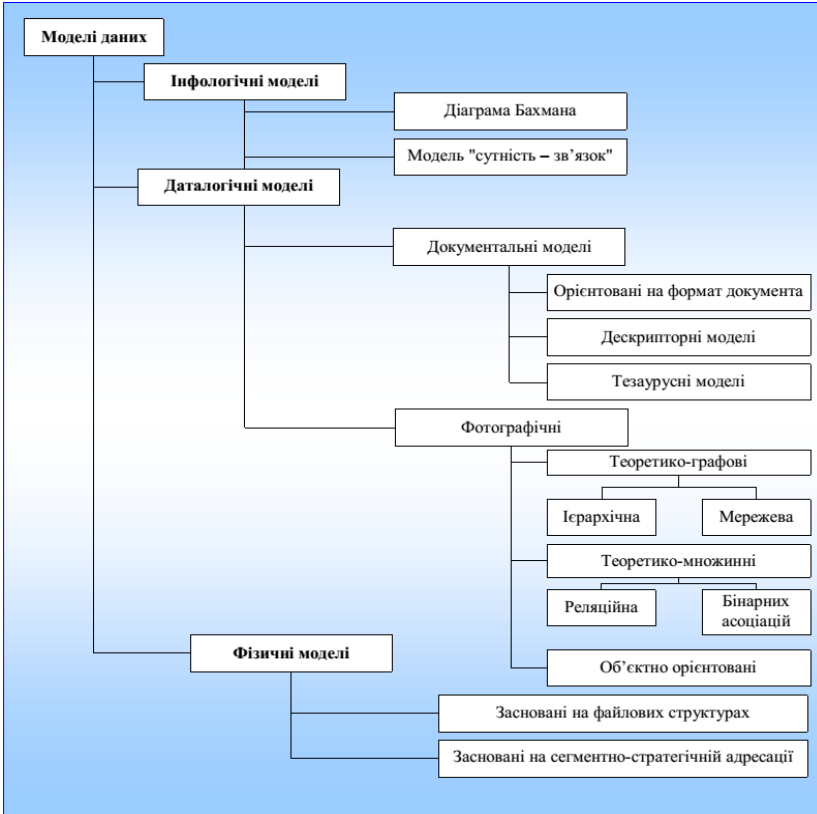 Моделі даних
Інфологічні моделі
Діаграма Бахмана
Модель "сутність – зв’язок"
Даталогічні моделі
Документальні моделі
Орієнтовані на формат документа
Дескрипторні моделі
Тезаурусні моделі
Фотографічні
Теоретико-графові
Ієрархічна
Мережева
Теоретико-множинні
Реляційна
Бінарних
асоціацій
Фізичні моделі
Об’єктно орієнтовані
Засновані на файлових структурах
Засновані на сегментно-стратегічній адресації